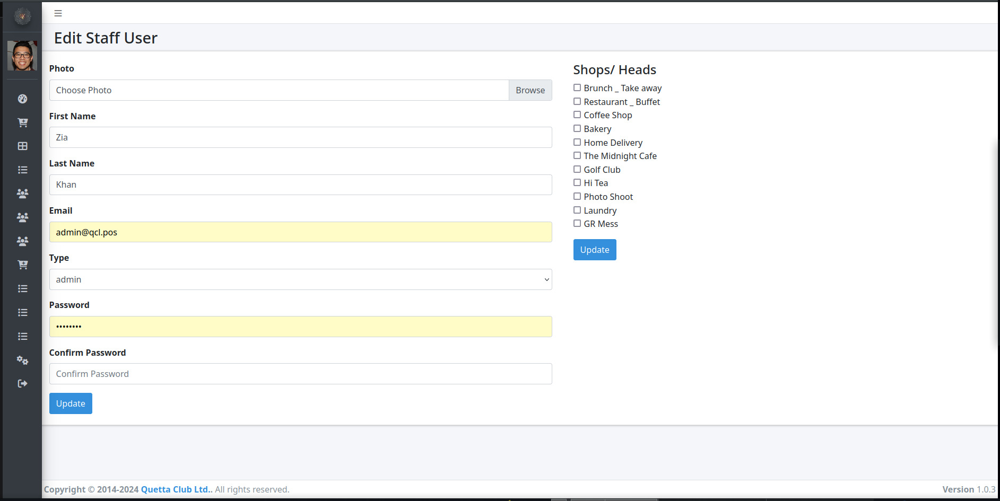 Edit Staff User
Photo
Choose Photo
Browse
First Name
Zia
Last Name
Khan
Email
admin@qcl.pos
Type
admin
Password
••••••••
Confirm Password
Confirm Password
Update
Shops/ Heads
Brunch _ Take away
Restaurant _ Buffet
Coffee Shop
Bakery
Home Delivery
The Midnight Cafe
Golf Club
Hi Tea
Photo Shoot
Laundry
GR Mess
Update
Copyright © 2014-2024 Quetta Club Ltd.. All rights reserved.
Version 1.0.3